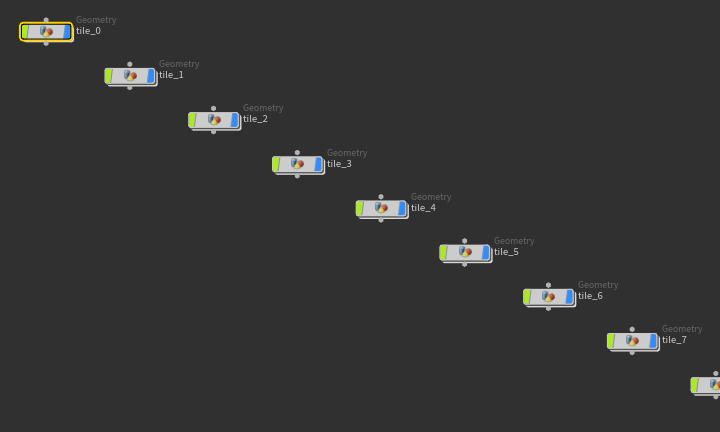 Geometry
tile_0
Geometry
tile_1
Geometry
tile_2
Geometry
tile_3
Geometry
tile_4
Geometry
tile_5
Geometry
tile_6
Geometry
tile_7